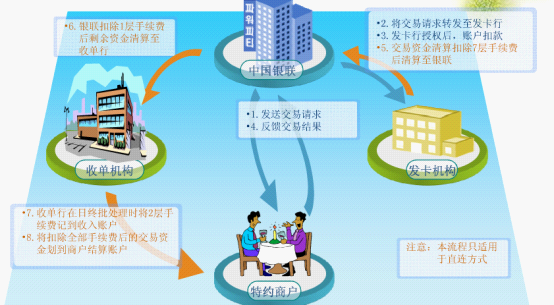 6. 银联扣除1层手续费
后剩余资金清算至
收单行
파워피티
2. 将交易请求转发至发卡行
3. 发卡行授权后，账户扣款
5. 交易资金清算扣除7层手续费
后清算至银联
中国银联
1. 发送交易请求
4. 反馈交易结果
收单机构
发卡机构
7. 收单行在日终批处理时将2层手
续费记到收入账户
8. 将扣除全部手续费后的交易资
金划到商户结算账户
注意：本流程只适用
于直连方式
特约商户